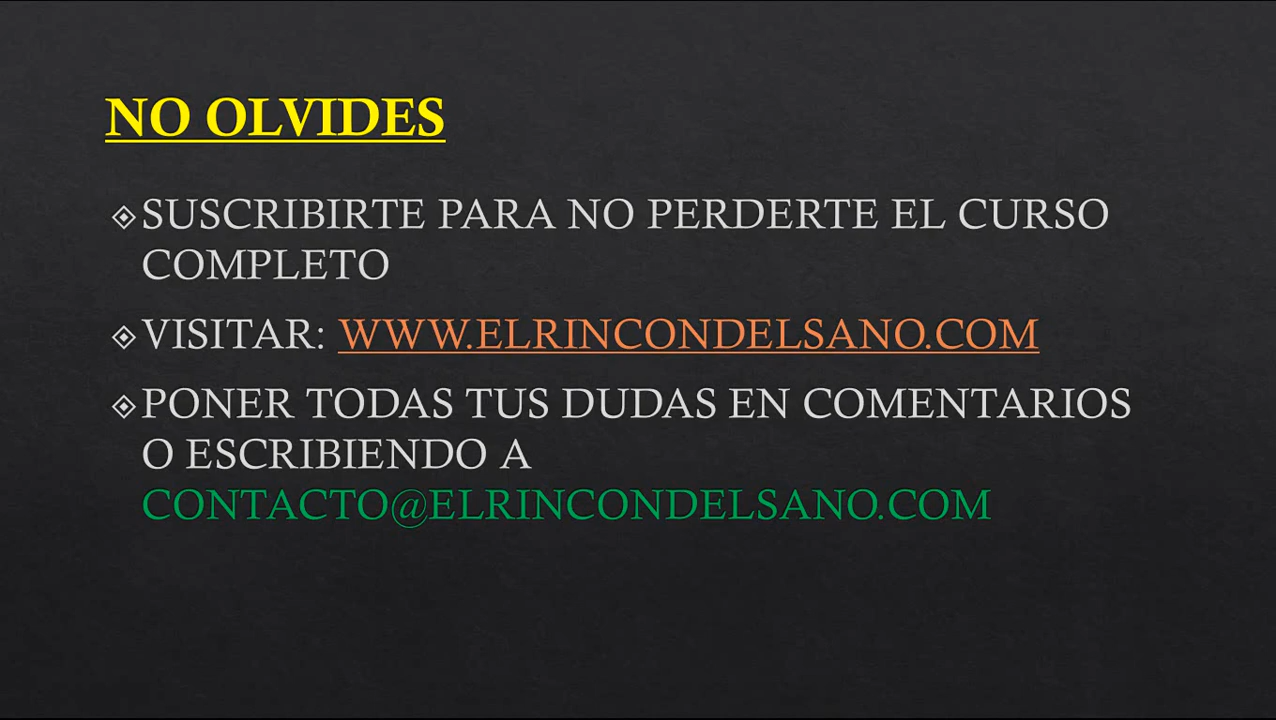 NO OLVIDES
SUSCRIBIRTE PARA NO PERDERTE EL CURSO
COMPLETO
VISITAR: WWW.ELRINCONDELSANO.COM
PONER TODAS TUS DUDAS EN COMENTARIOS
O ESCRIBIENDO A
CONTACTO@ELRINCONDELSANO.COM